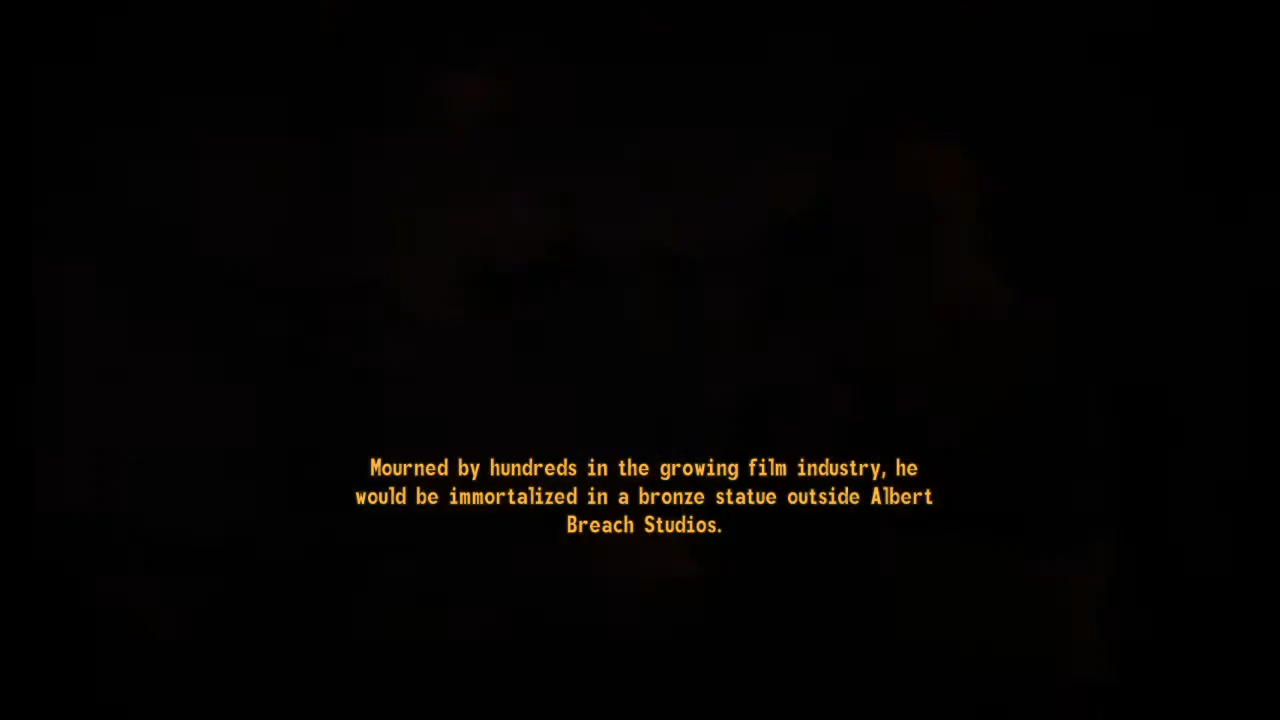 Mourned by hundreds in the growing film industry, he
would be immortalized in a bronze statue outside Albert
Breach Studios.